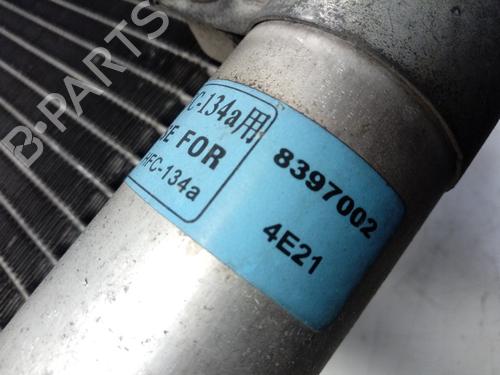 B-PARTS
C-134a用
E FOR
HFC-134a
8397002
4E21